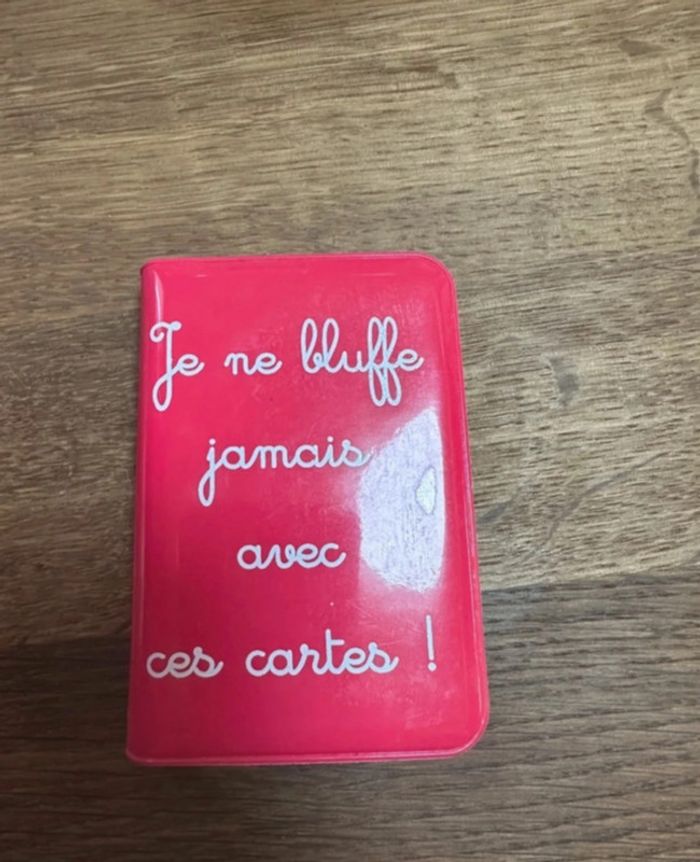 Je ne bluffe
jamais
avec
ces cartes !